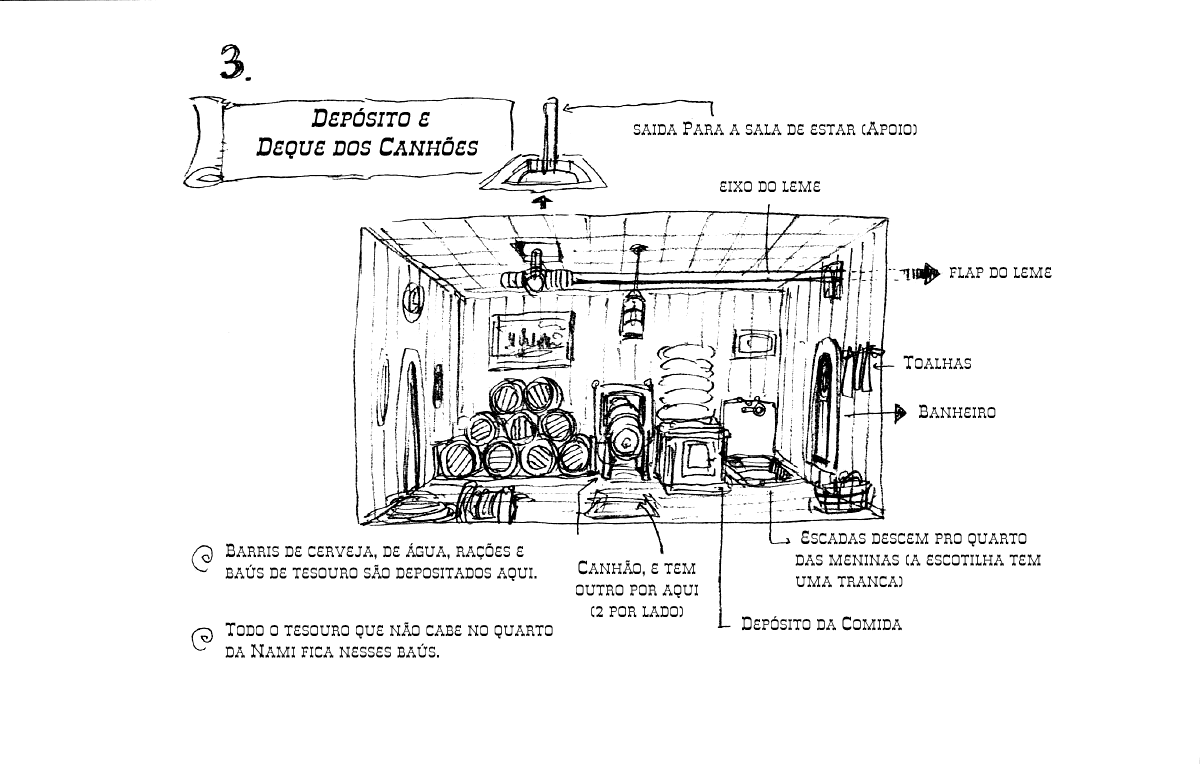 3.
Depósito e
Deque dos Canhões
saida Para a sala de estar (Apoio)
eixo do leme
flap do leme
Toalhas
Banheiro
Barris de cerveja, de água, rações e
baús de tesouro são depositados aqui.
Canhão, e tem
outro por aqui
(2 por lado)
Escadas descem pro quarto
das meninas (a escotilha tem
uma tranca)
Depósito da Comida
Todo o tesouro que não cabe no quarto
da Nami fica nesses baús.